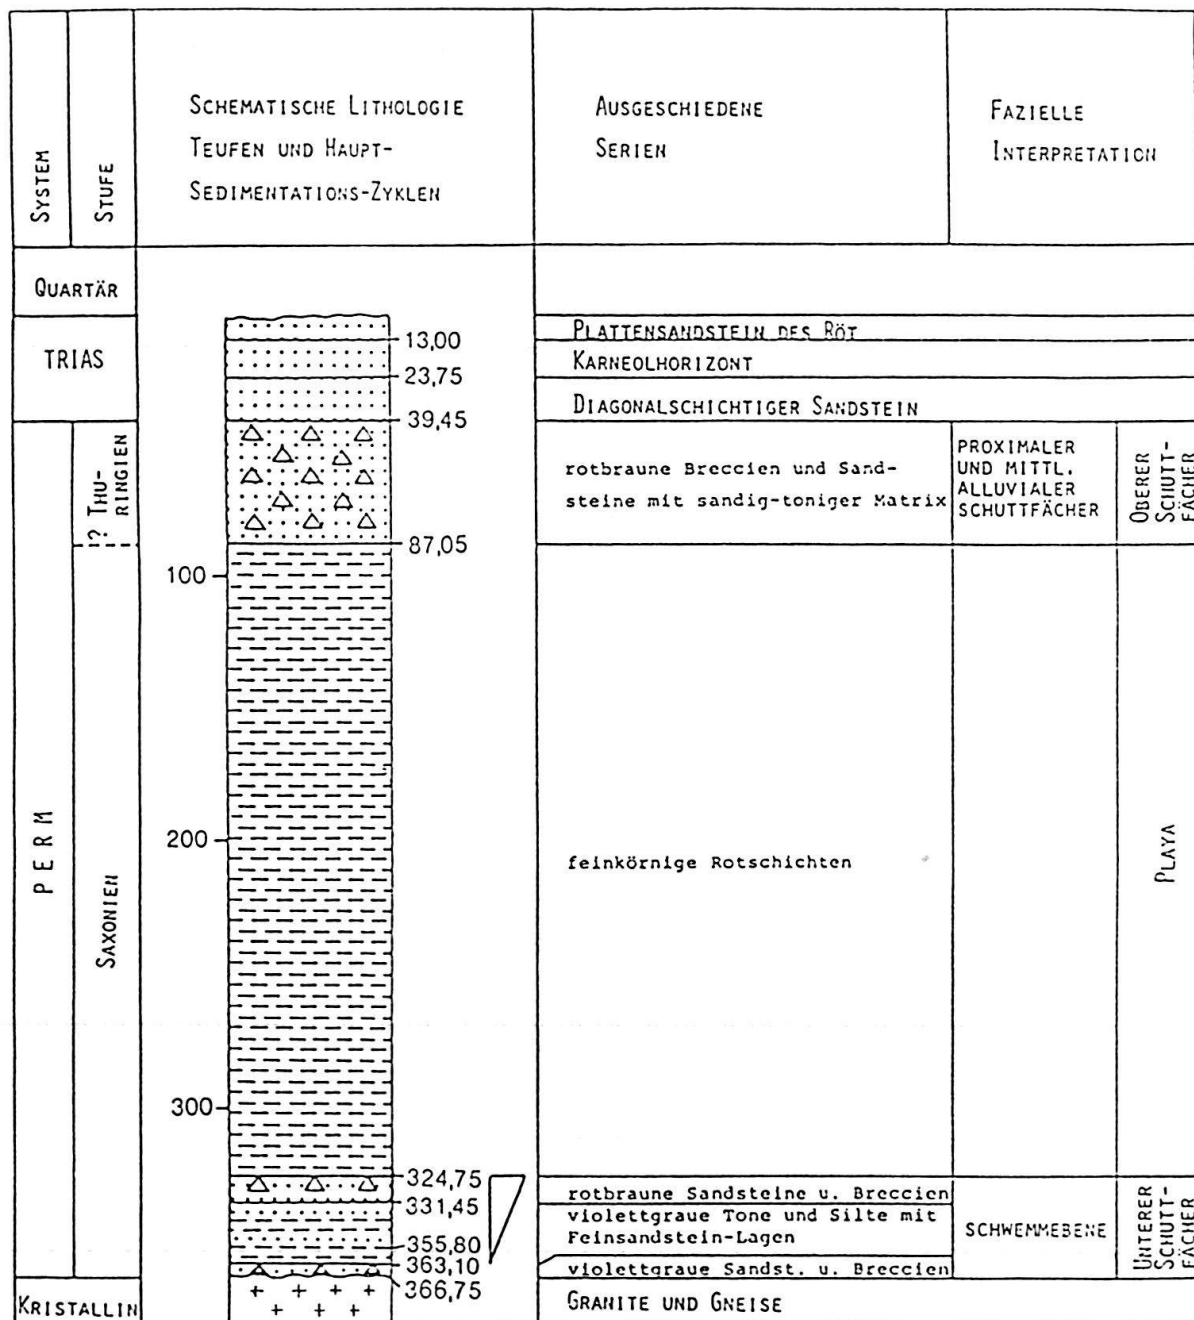 SYSTEM
STUFE
SCHEMATISCHE LITHOLOGIE
TEUFEN UND HAUPT-
SEDIMENTATIONS-ZYKLEN
AUSGESCHIEDENE
SERIEN
FAZIELLE
INTERPRETATION
QUARTÄR
TRIAS
PLATTENSANDSTEIN DES RÖT
13,00
KARNEOLHORIZONT
23,75
DIAGONALSCHICHTIGER SANDSTEIN
39,45
PERM
? THU-
RINGIEN
rotbraune Breccien und Sand-
steine mit sandig-toniger Matrix
PROXIMALER
UND MITTL.
ALLUVIALER
SCHUTTFÄCHER
OBERER
SCHUTT-
FÄCHER
87,05
100
200
300
SAXONIEN
feinkörnige Rotschichten
PLAYA
324,75
rotbraune Sandsteine u. Breccien
331,45
violettgraue Tone und Silte mit
Feinsandstein-Lagen
355,80
363,10
violettgraue Sandst. u. Breccien
366,75
SCHWEMMEBENE
UNTERER
SCHUTT-
FÄCHER
KRISTALLIN
GRANITE UND GNEISE